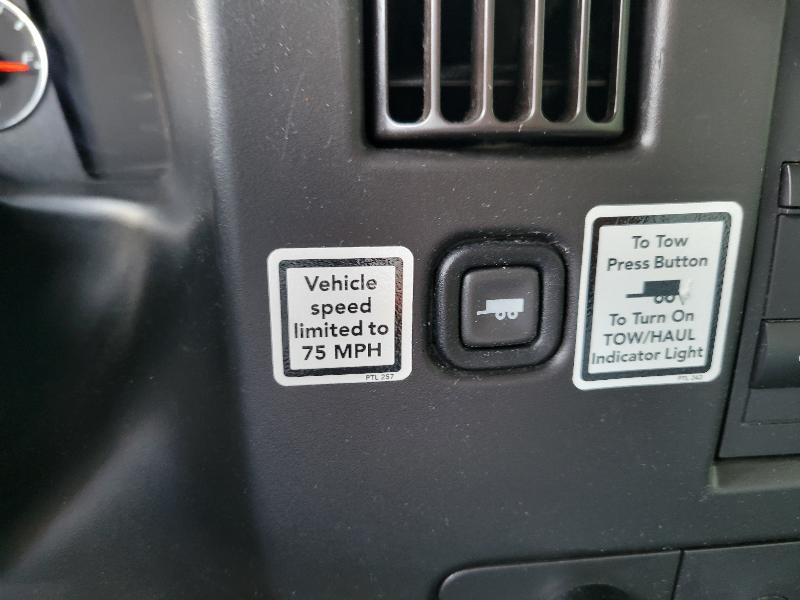 Vehicle
speed
limited to
75 MPH
PTL 257
To Tow
Press Button
To Turn On
TOW/HAUL
Indicator Light